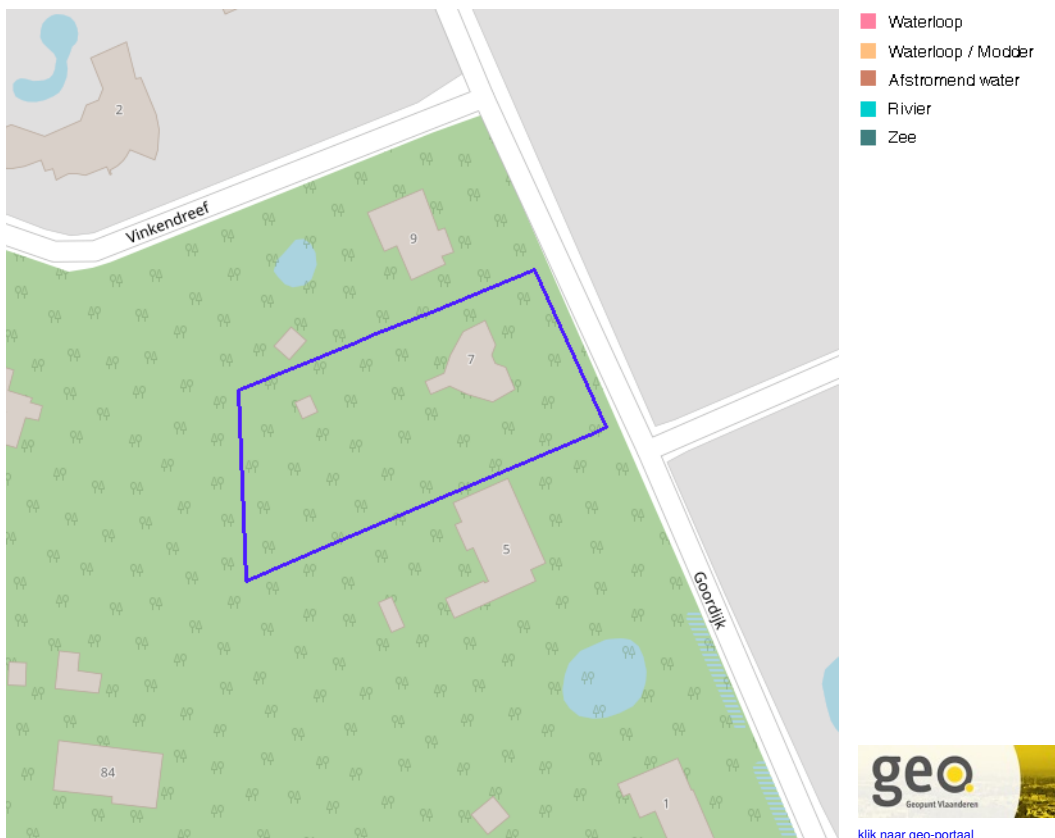 Waterloop
Waterloop / Modder
Afstromend water
Rivier
Zee
2
Vinkendreef
9
7
5
Goordijk
84
1
geo
Geopunt Vlaanderen
klik naar geo-portaal